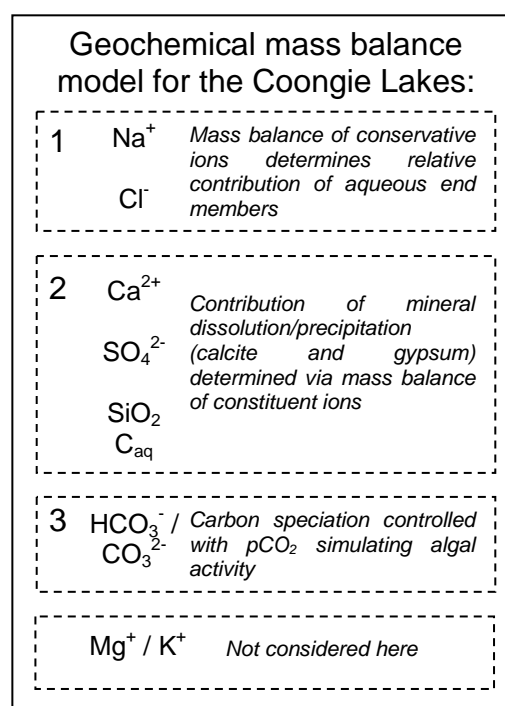 Geochemical mass balance
model for the Coongie Lakes:
1 Na⁺ Mass balance of conservative
ions determines relative
Cl⁻ contribution of aqueous end
members
2 Ca²⁺ Contribution of mineral
dissolution/precipitation
SO₄²⁻ (calcite and gypsum)
determined via mass balance
SiO₂ of constituent ions
C_aq
3 HCO₃⁻ / Carbon speciation controlled
CO₃²⁻ with pCO₂ simulating algal
activity
Mg⁺ / K⁺ Not considered here